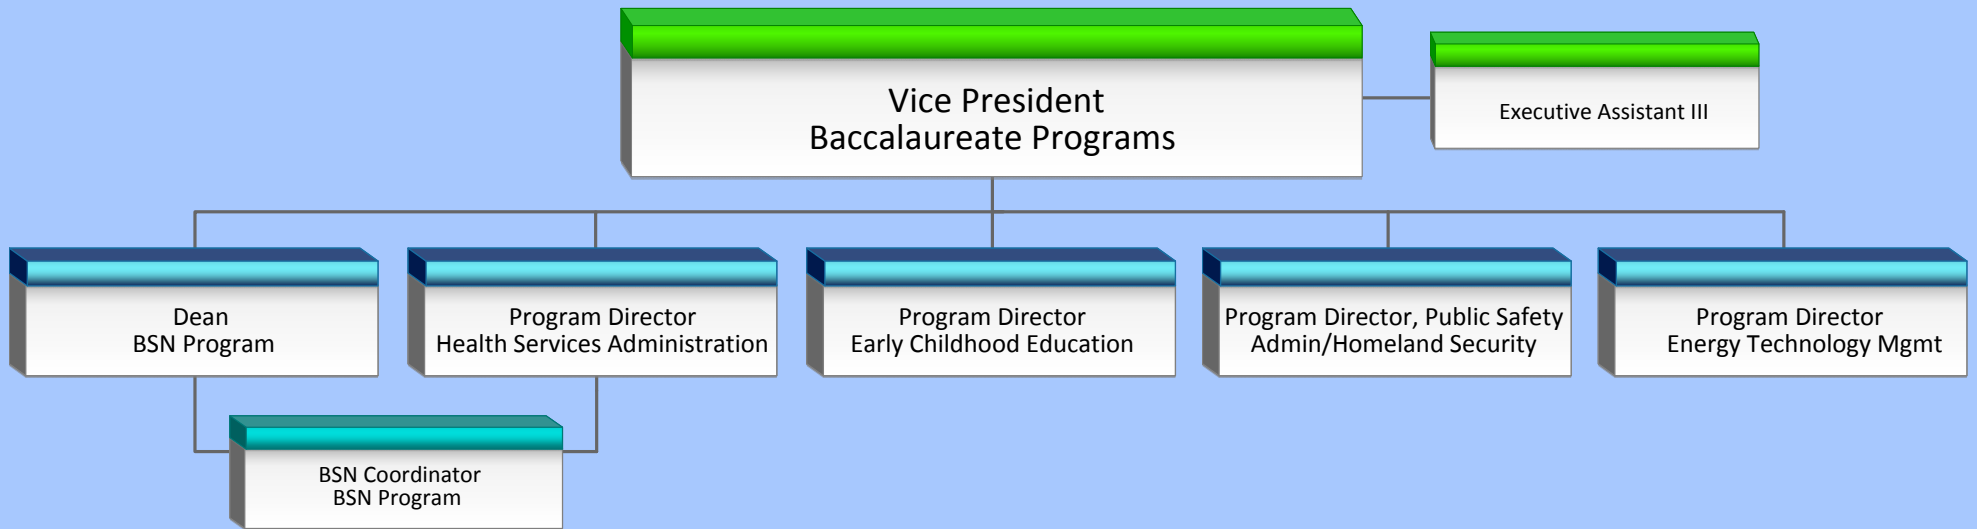 Vice President
Baccalaureate Programs
Executive Assistant III
Dean
BSN Program
Program Director
Health Services Administration
Program Director
Early Childhood Education
Program Director, Public Safety
Admin/Homeland Security
Program Director
Energy Technology Mgmt
BSN Coordinator
BSN Program